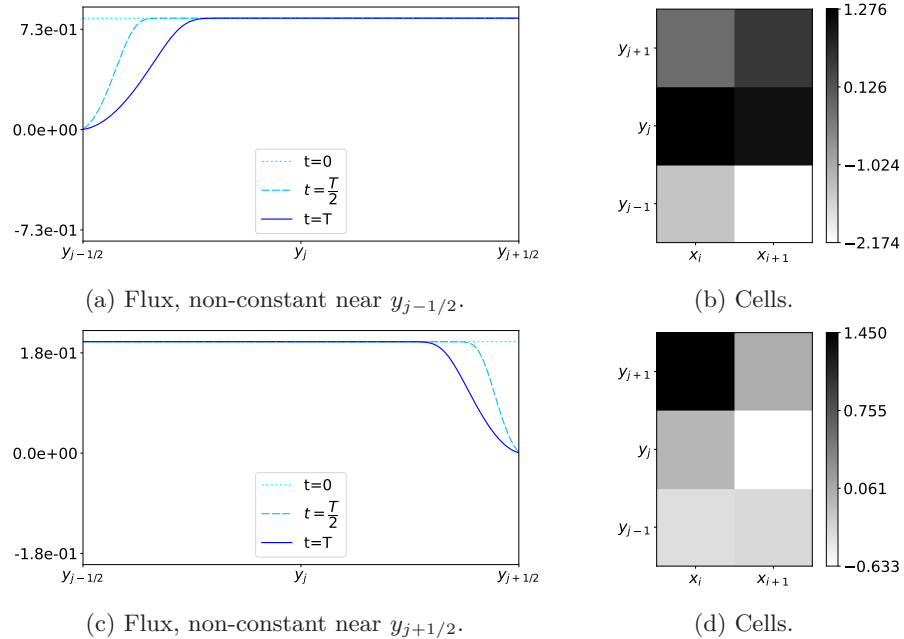 7.3e-01
0.0e+00
-7.3e-01
t=0
t = T/2
t=T
y_{j-1/2} y_j y_{j+1/2}
y_{j+1}
y_j
y_{j-1}
x_i x_{i+1}
1.276
0.126
−1.024
−2.174
(a) Flux, non-constant near y_{j-1/2}.
(b) Cells.
1.8e-01
0.0e+00
-1.8e-01
t=0
t = T/2
t=T
y_{j-1/2} y_j y_{j+1/2}
y_{j+1}
y_j
y_{j-1}
x_i x_{i+1}
1.450
0.755
0.061
−0.633
(c) Flux, non-constant near y_{j+1/2}.
(d) Cells.